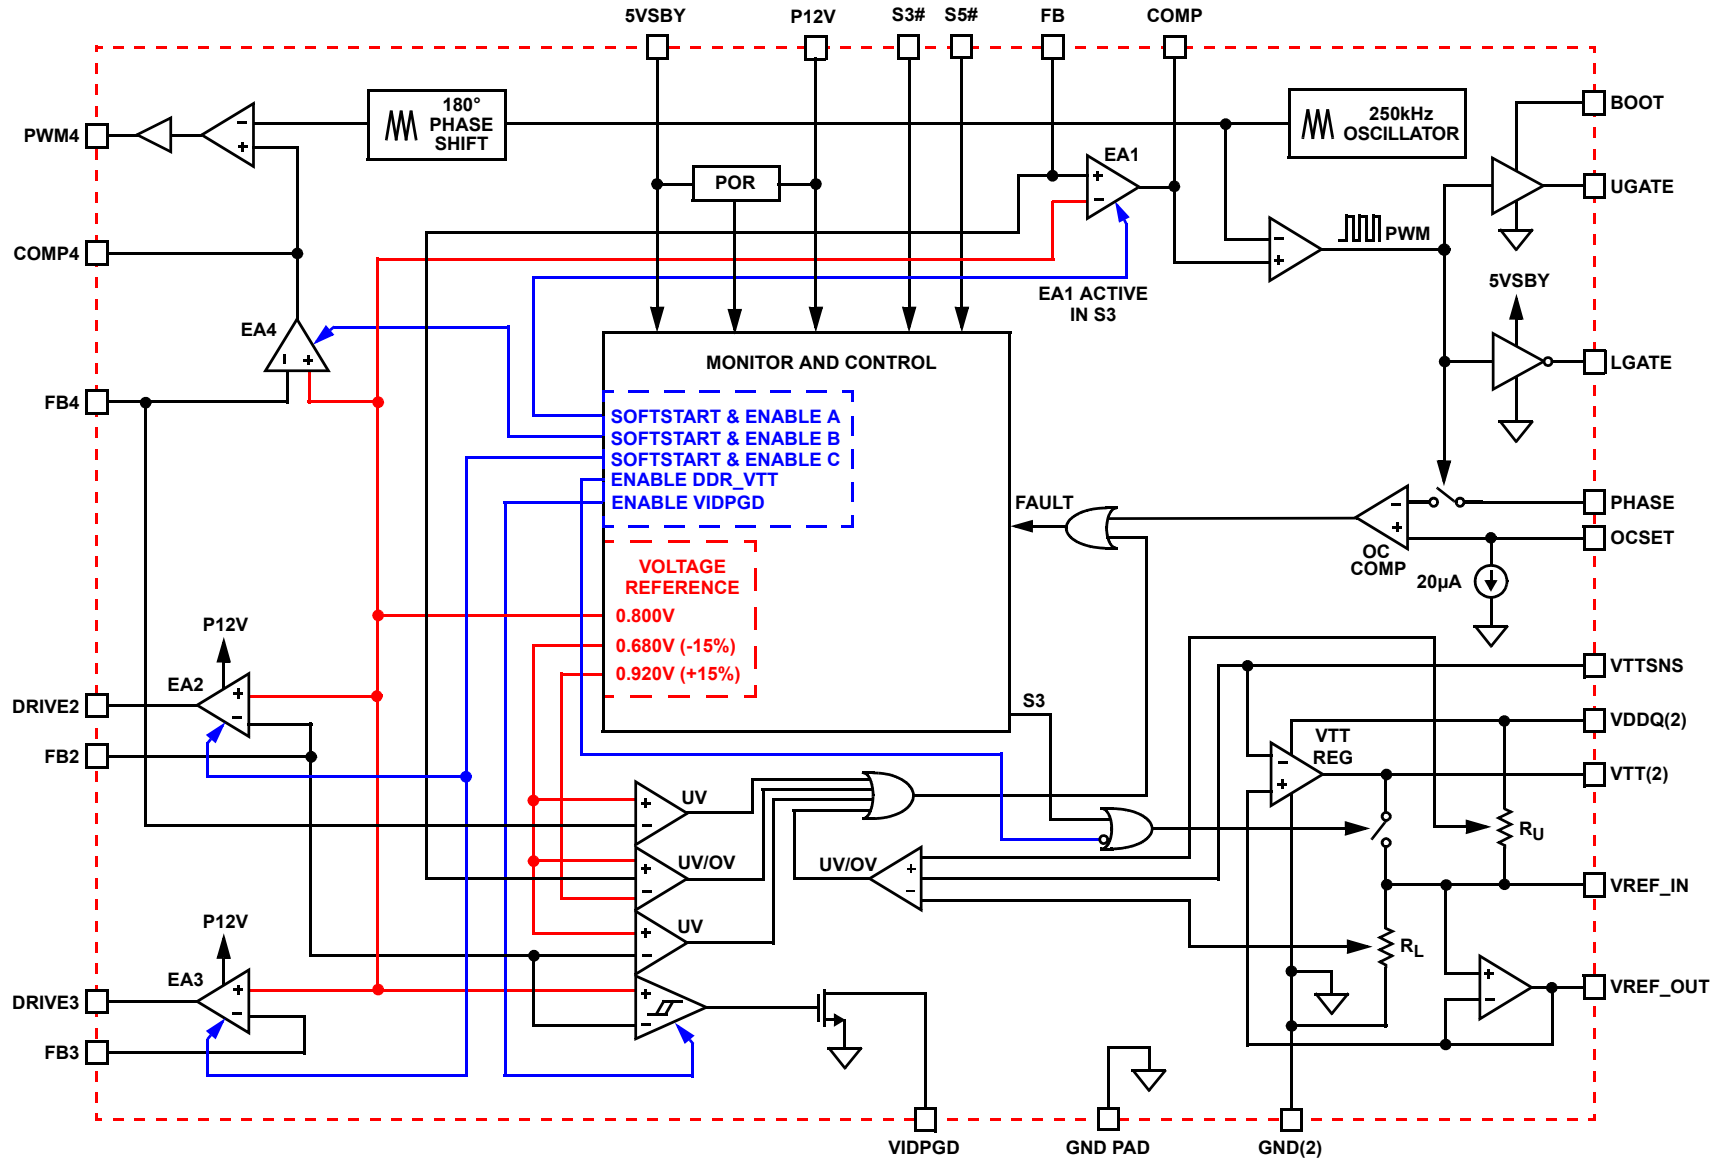 5VSBY
P12V
S3#
S5#
FB
COMP
BOOT
180°
PHASE
SHIFT
250kHz
OSCILLATOR
PWM4
EA1
POR
UGATE
PWM
COMP4
5VSBY
EA1 ACTIVE
IN S3
EA4
MONITOR AND CONTROL
LGATE
FB4
SOFTSTART & ENABLE A
SOFTSTART & ENABLE B
SOFTSTART & ENABLE C
ENABLE DDR_VTT
ENABLE VIDPGD
FAULT
PHASE
OCSET
OC
COMP
20µA
VOLTAGE
REFERENCE
0.800V
0.680V (-15%)
0.920V (+15%)
P12V
EA2
DRIVE2
FB2
S3
VTTSNS
VDDQ(2)
VTT
REG
VTT(2)
UV
UV/OV
UV/OV
UV
RU
VREF_IN
RL
P12V
EA3
DRIVE3
FB3
VREF_OUT
VIDPGD
GND PAD
GND(2)